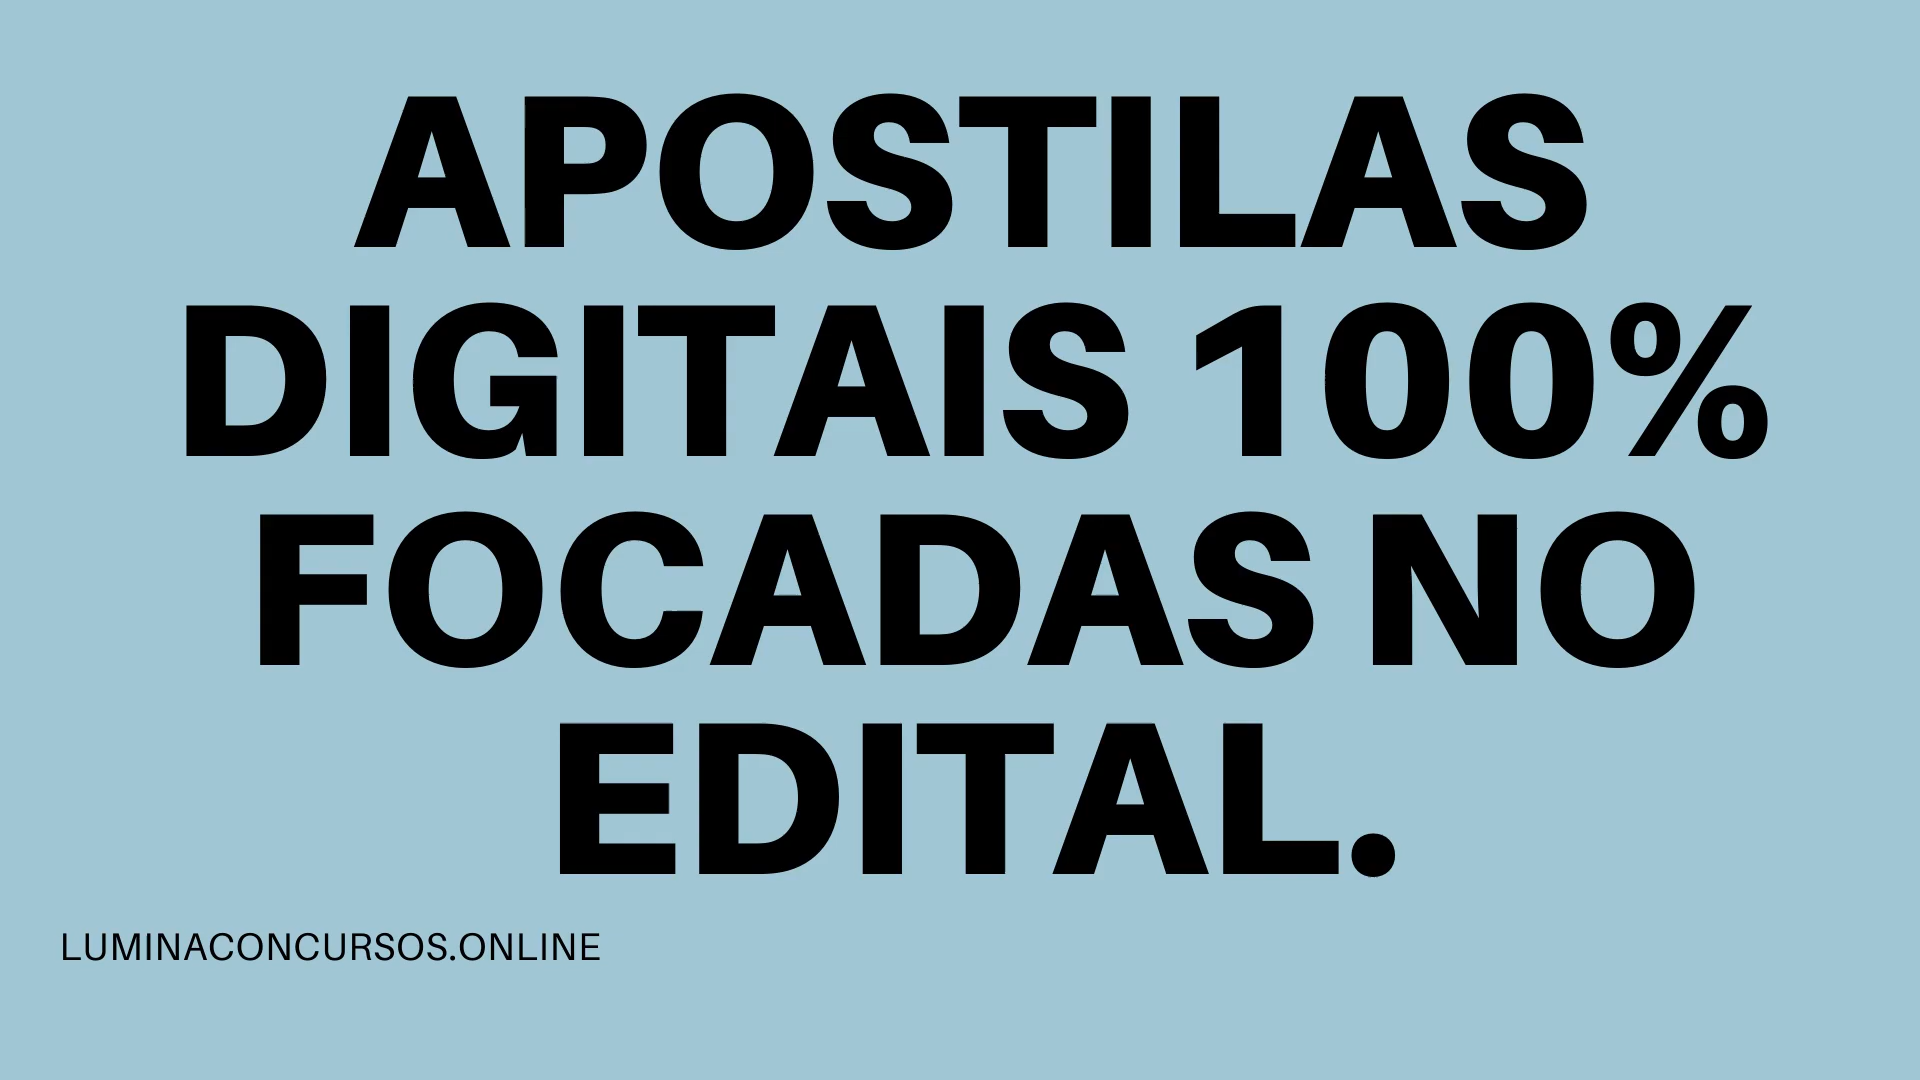 APOSTILAS
DIGITAIS 100%
FOCADAS NO
EDITAL.
LUMINACONCURSOS.ONLINE